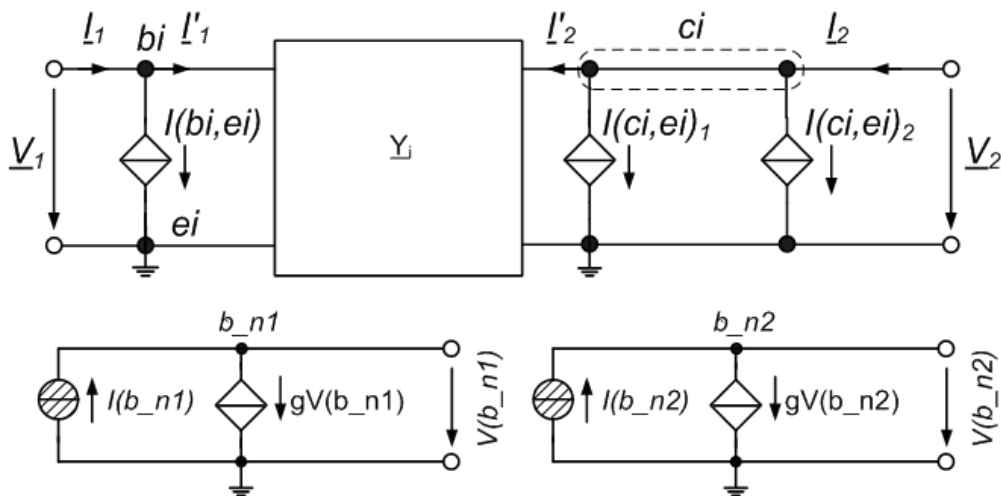 I1 bi I'1 I'2 ci I2
V1 I(bi,ei) Yi I(ci,ei)1 I(ci,ei)2 V2
ei
b_n1 b_n2
I(b_n1) gV(b_n1) V(b_n1) I(b_n2) gV(b_n2) V(b_n2)